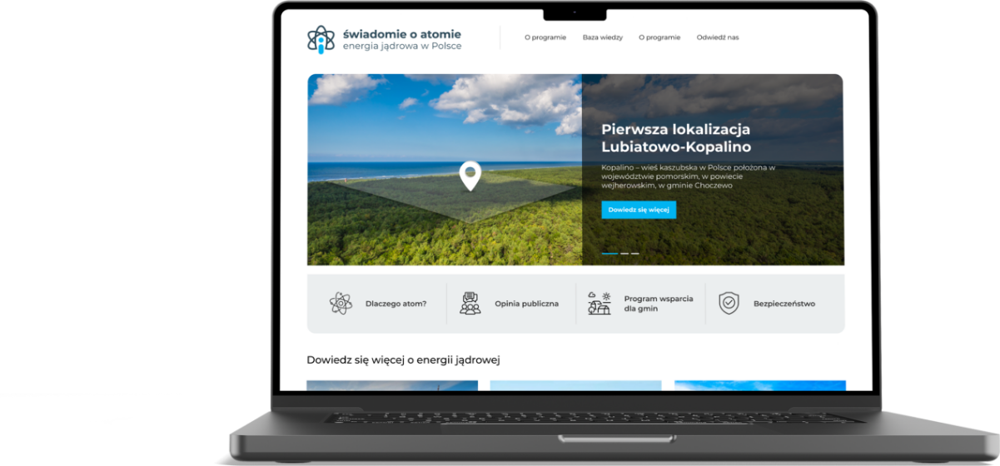 świadomie o atomie
energia jądrowa w Polsce
O programie
Baza wiedzy
O programie
Odwiedź nas
Pierwsza lokalizacja
Lubiatowo-Kopalino
Kopalino – wieś kaszubska w Polsce położona w
województwie pomorskim, w powiecie
wejherowskim, w gminie Choczewo
Dowiedz się więcej
Dlaczego atom?
Opinia publiczna
Program wsparcia
dla gmin
Bezpieczeństwo
Dowiedz się więcej o energii jądrowej